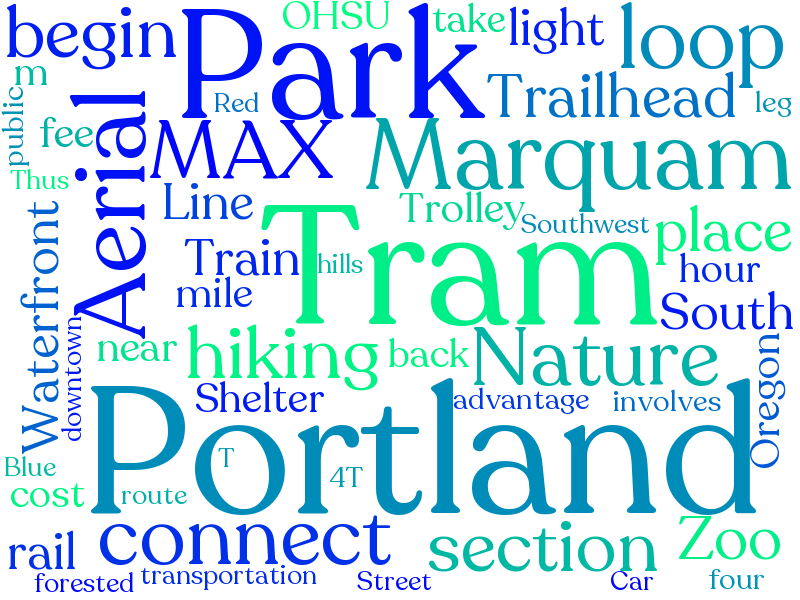 OHSU
take
begin
Park
light
loop
m
Red
Trailhead
leg
public
fee
Aerial
MAX
Marquam
Thus
Line
Trolley
Southwest
place
Waterfront
Train
hills
Tram
hour
mile
South
downtown
near
hiking
back
Nature
Oregon
Shelter
advantage
involves
Portland
Blue
T
4T
cost
route
connect
section
Zoo
rail
forested
transportation
Street
Car
four